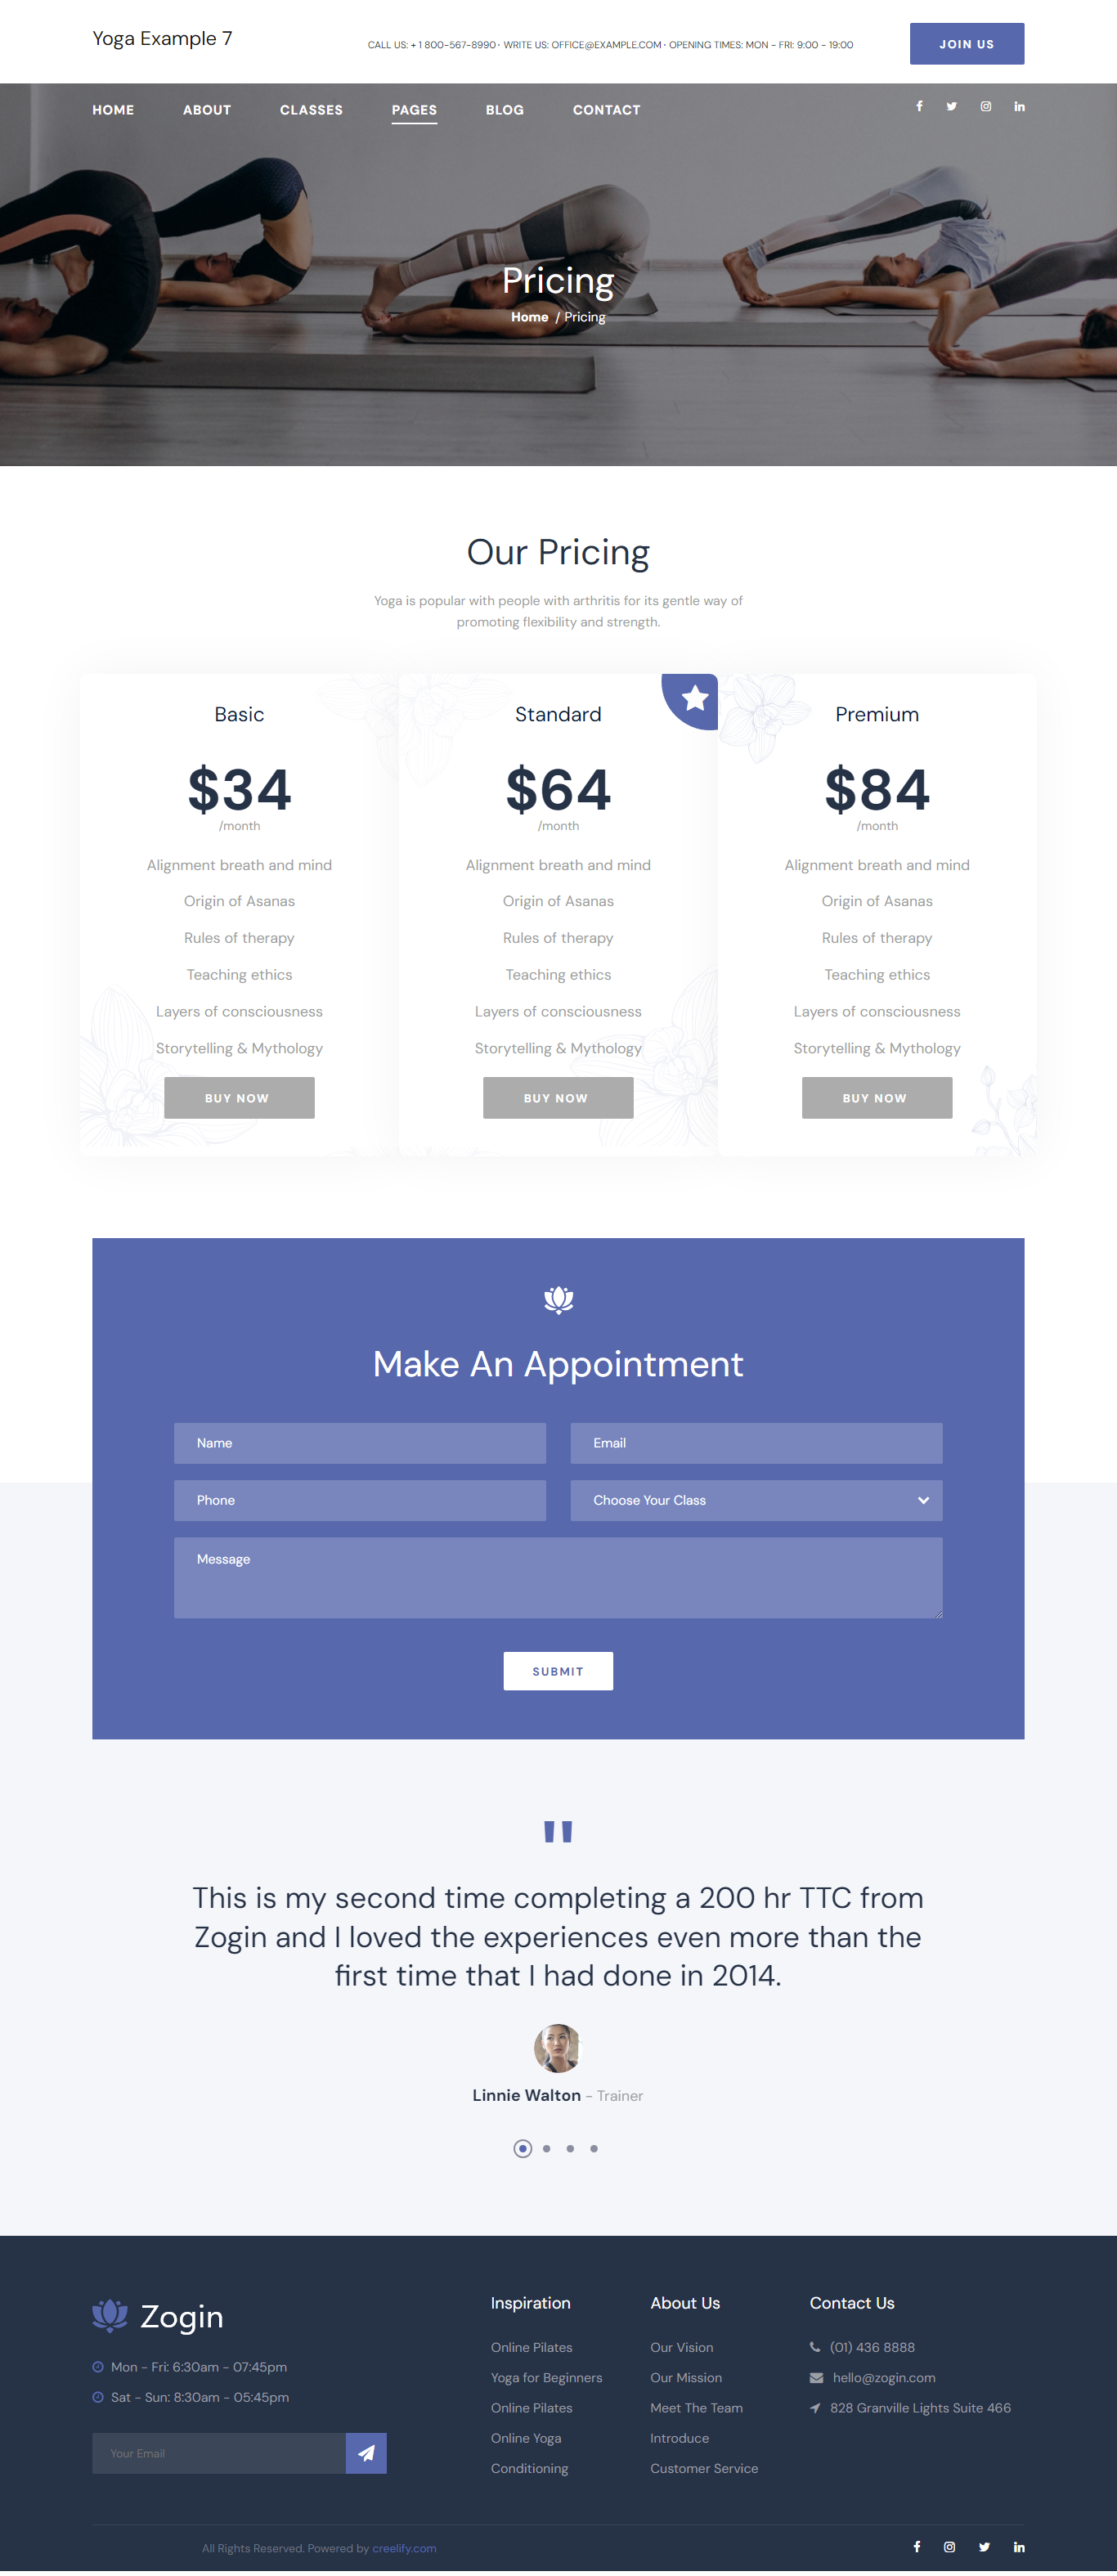 Yoga Example 7
CALL US: + 1 800-567-8990 · WRITE US: OFFICE@EXAMPLE.COM · OPENING TIMES: MON - FRI: 9:00 - 19:00
JOIN US
HOME ABOUT CLASSES PAGES BLOG CONTACT
Pricing
Home / Pricing
Our Pricing
Yoga is popular with people with arthritis for its gentle way of
promoting flexibility and strength.
Basic
$34
/month
Alignment breath and mind
Origin of Asanas
Rules of therapy
Teaching ethics
Layers of consciousness
Storytelling & Mythology
BUY NOW
Standard
$64
/month
Alignment breath and mind
Origin of Asanas
Rules of therapy
Teaching ethics
Layers of consciousness
Storytelling & Mythology
BUY NOW
Premium
$84
/month
Alignment breath and mind
Origin of Asanas
Rules of therapy
Teaching ethics
Layers of consciousness
Storytelling & Mythology
BUY NOW
Make An Appointment
Name
Email
Phone
Choose Your Class
Message
SUBMIT
"
This is my second time completing a 200 hr TTC from
Zogin and I loved the experiences even more than the
first time that I had done in 2014.
Linnie Walton - Trainer
Zogin
Mon - Fri: 6:30am - 07:45pm
Sat - Sun: 8:30am - 05:45pm
Your Email
Inspiration
Online Pilates
Yoga for Beginners
Online Pilates
Online Yoga
Conditioning
About Us
Our Vision
Our Mission
Meet The Team
Introduce
Customer Service
Contact Us
(01) 436 8888
hello@zogin.com
828 Granville Lights Suite 466
All Rights Reserved. Powered by creelify.com